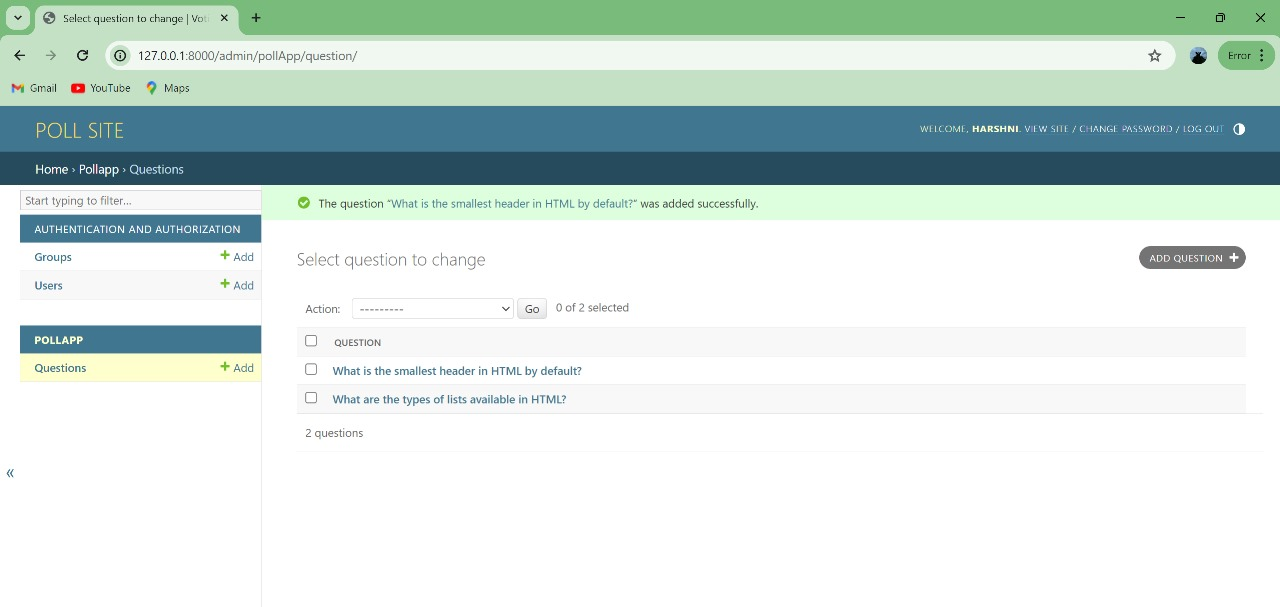 Select question to change | Voti
127.0.0.1:8000/admin/pollApp/question/
Error
Gmail YouTube Maps
POLL SITE
WELCOME, HARSHNI. VIEW SITE / CHANGE PASSWORD / LOG OUT
Home › Pollapp › Questions
Start typing to filter...
AUTHENTICATION AND AUTHORIZATION
Groups + Add
Users + Add
POLLAPP
Questions + Add
«
The question “What is the smallest header in HTML by default?” was added successfully.
Select question to change
ADD QUESTION +
Action: --------- Go 0 of 2 selected
QUESTION
What is the smallest header in HTML by default?
What are the types of lists available in HTML?
2 questions